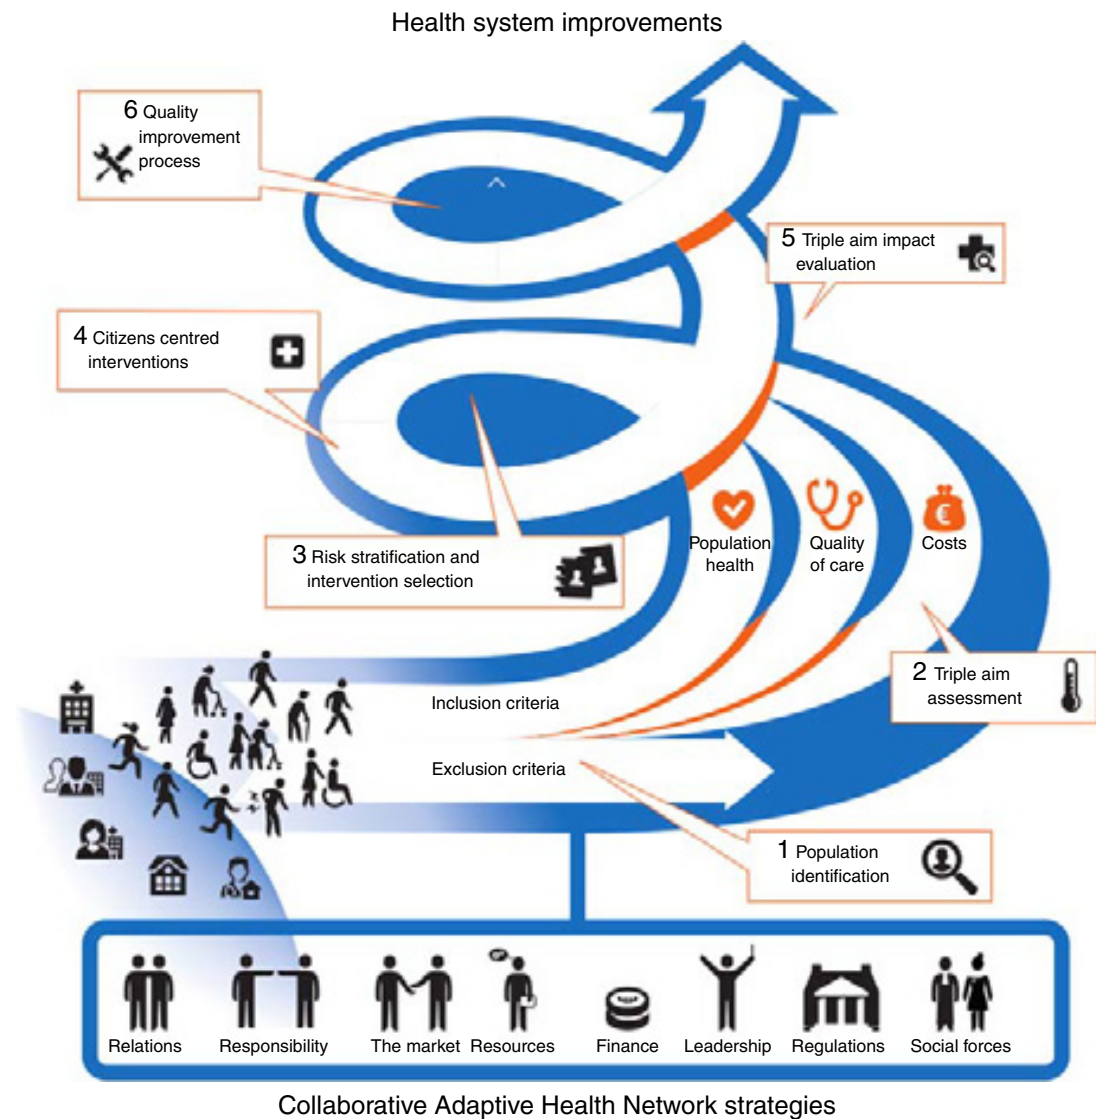 Health system improvements
6 Quality
improvement
process
5 Triple aim impact
evaluation
4 Citizens centred
interventions
3 Risk stratification and
intervention selection
Population
health
Quality
of care
€
Costs
2 Triple aim
assessment
Inclusion criteria
Exclusion criteria
1 Population
identification
Relations
Responsibility
The market
Resources
Finance
Leadership
Regulations
Social forces
Collaborative Adaptive Health Network strategies